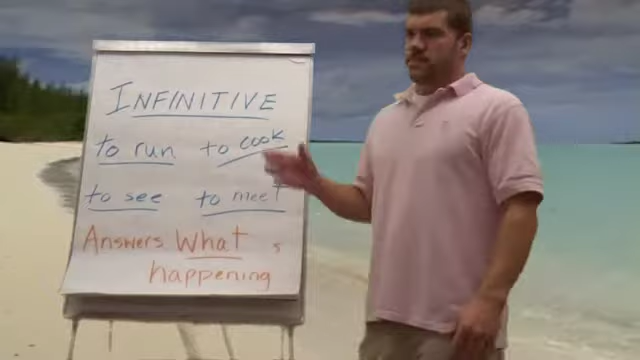 INFINITIVE
to run to cook
to see to meet
Answers What s
happening